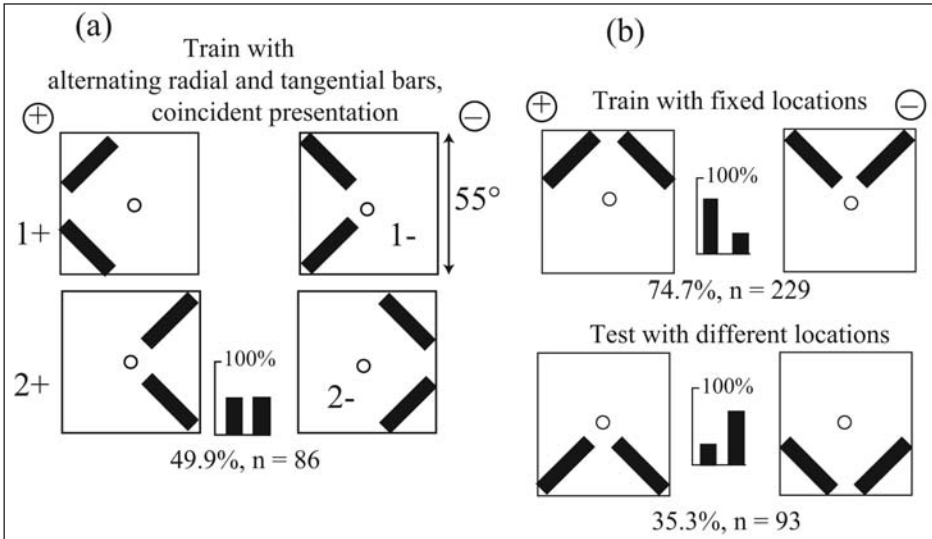 (a)
Train with
alternating radial and tangential bars,
coincident presentation
+ −
1+ 1- 55°
2+ 100% 2-
49.9%, n = 86
(b)
+ Train with fixed locations −
100%
74.7%, n = 229
Test with different locations
100%
35.3%, n = 93